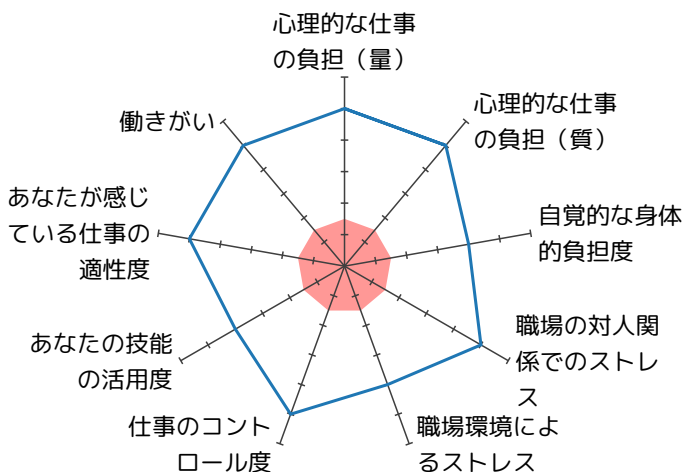 心理的な仕事
の負担（量）
心理的な仕事
の負担（質）
自覚的な身体
的負担度
職場の対人関
係でのストレ
ス
職場環境によ
るストレス
仕事のコント
ロール度
あなたの技能
の活用度
あなたが感じ
ている仕事の
適性度
働きがい